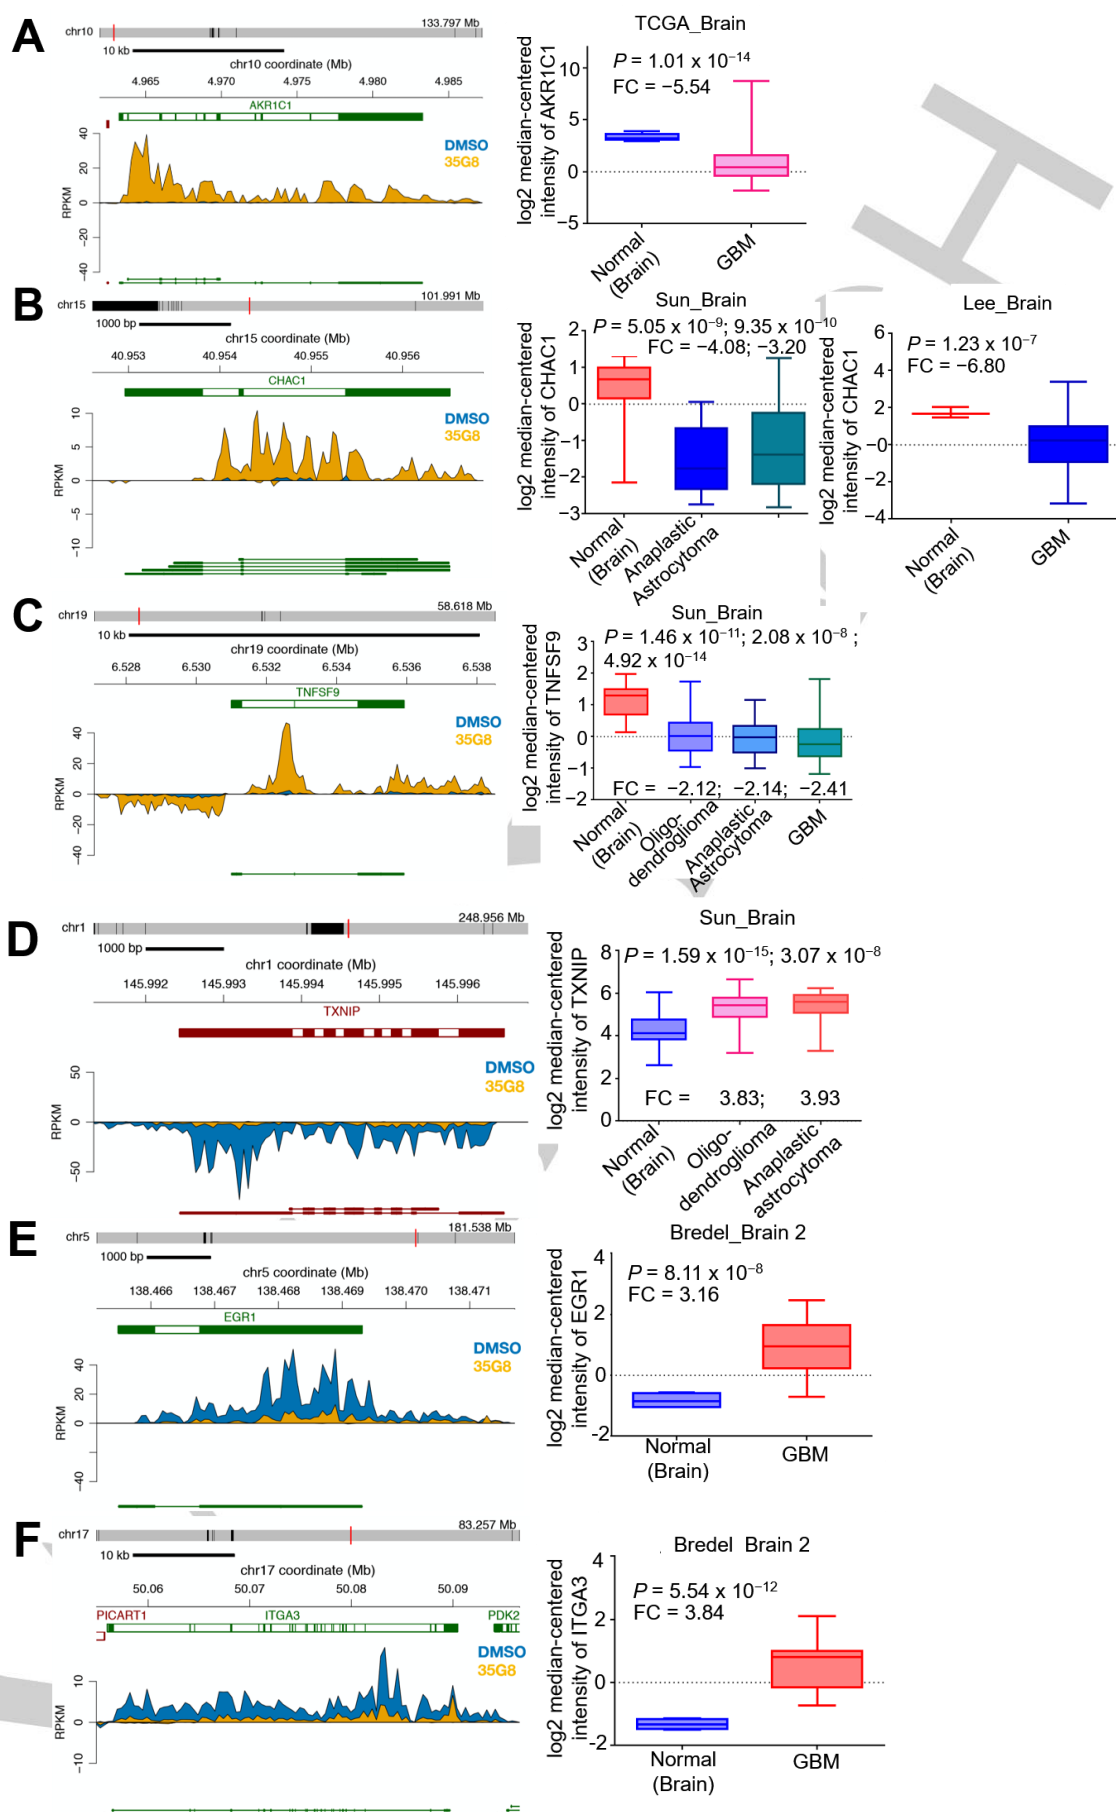 A
chr10
133.797 Mb
10 kb
chr10 coordinate (Mb)
4.965 4.970 4.975 4.980 4.985
AKR1C1
DMSO
35G8
RPKM
40
20
0
−20
−40
TCGA_Brain
log2 median-centered
intensity of AKR1C1
P = 1.01 x 10⁻¹⁴
FC = −5.54
10
5
0
−5
Normal
(Brain)
GBM
B
chr15
101.991 Mb
1000 bp
chr15 coordinate (Mb)
40.953 40.954 40.955 40.956
CHAC1
DMSO
35G8
RPKM
10
5
0
−5
−10
Sun_Brain
log2 median-centered
intensity of CHAC1
P = 5.05 x 10⁻⁹; 9.35 x 10⁻¹⁰
FC = −4.08; −3.20
2
1
0
−1
−2
−3
Normal
(Brain)
Anaplastic
Astrocytoma
Lee_Brain
log2 median-centered
intensity of CHAC1
P = 1.23 x 10⁻⁷
FC = −6.80
6
4
2
−0
−2
−4
Normal
(Brain)
GBM
C
chr19
58.618 Mb
10 kb
chr19 coordinate (Mb)
6.528 6.530 6.532 6.534 6.536 6.538
TNFSF9
DMSO
35G8
RPKM
40
20
0
−20
−40
Sun_Brain
log2 median-centered
intensity of TNFSF9
P = 1.46 x 10⁻¹¹; 2.08 x 10⁻⁸ ;
4.92 x 10⁻¹⁴
3
2
1
0
−1
−2
FC = −2.12; −2.14; −2.41
Normal
(Brain)
Oligo-
dendroglioma
Anaplastic
Astrocytoma
GBM
D
chr1
248.956 Mb
1000 bp
chr1 coordinate (Mb)
145.992 145.993 145.994 145.995 145.996
TXNIP
DMSO
35G8
RPKM
50
0
−50
Sun_Brain
log2 median-centered
intensity of TXNIP
P = 1.59 x 10⁻¹⁵; 3.07 x 10⁻⁸
8
6
4
2
0
FC = 3.83; 3.93
Normal
(Brain)
Oligo-
dendroglioma
Anaplastic
astrocytoma
E
chr5
181.538 Mb
1000 bp
chr5 coordinate (Mb)
138.466 138.467 138.468 138.469 138.470 138.471
EGR1
DMSO
35G8
RPKM
40
20
0
−40
Bredel_Brain 2
log2 median-centered
intensity of EGR1
P = 8.11 x 10⁻⁸
FC = 3.16
4
2
0
-2
Normal
(Brain)
GBM
F
chr17
83.257 Mb
10 kb
chr17 coordinate (Mb)
50.06 50.07 50.08 50.09
PICART1 ITGA3 PDK2
DMSO
35G8
RPKM
10
0
−10
Bredel Brain 2
log2 median-centered
intensity of ITGA3
P = 5.54 x 10⁻¹²
FC = 3.84
4
2
0
-2
Normal
(Brain)
GBM